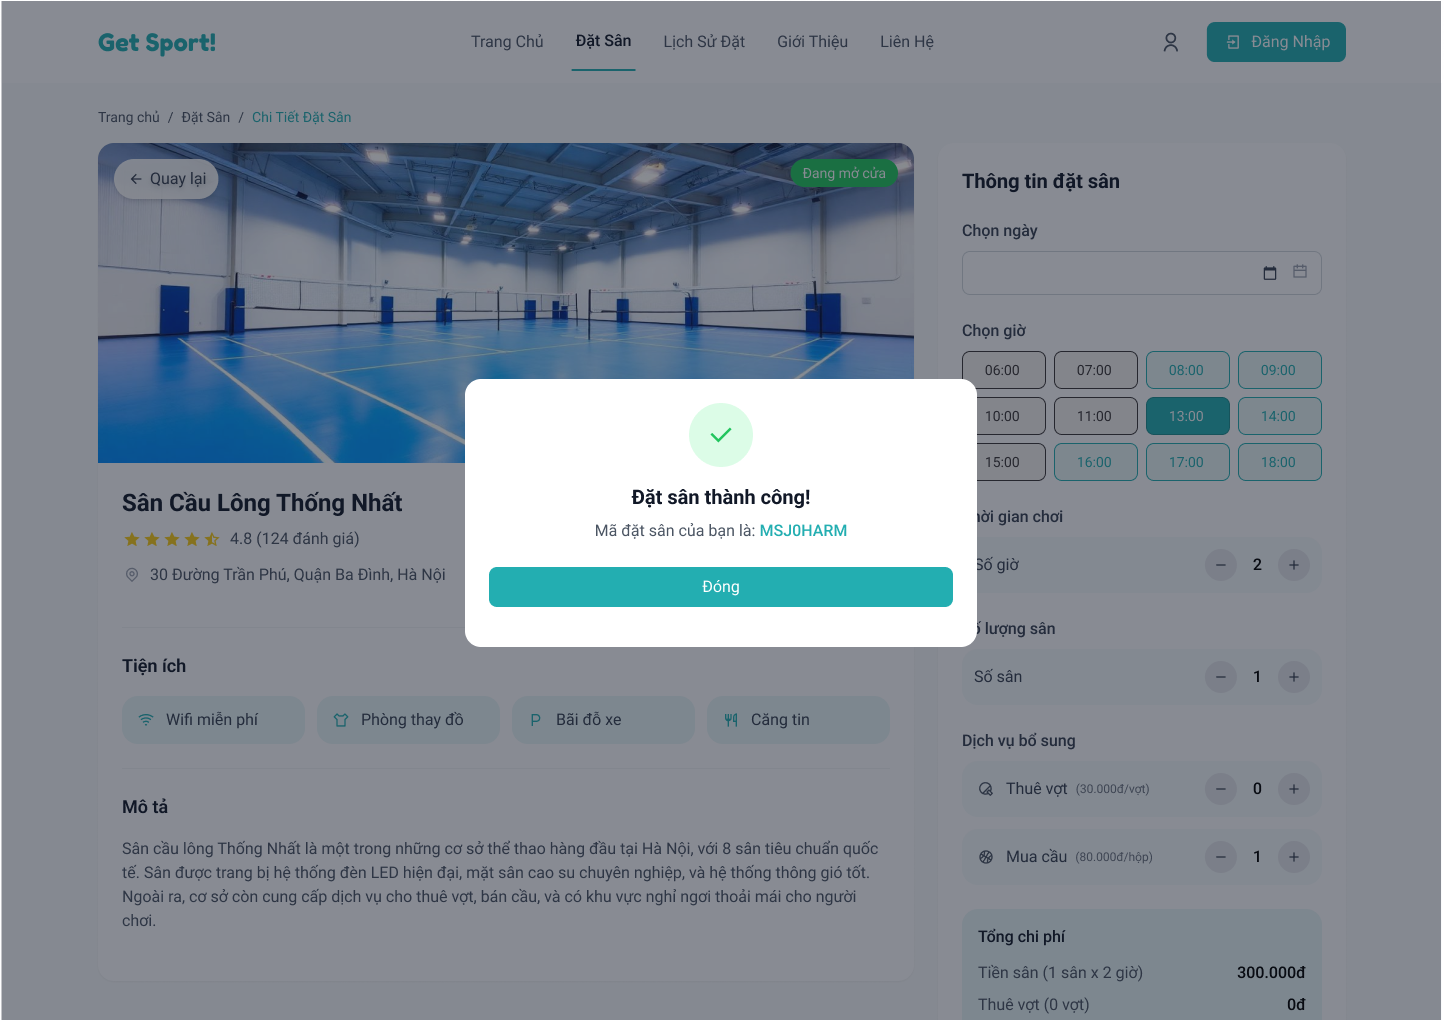 Get Sport!
Trang Chủ
Đặt Sân
Lịch Sử Đặt
Giới Thiệu
Liên Hệ
Đăng Nhập
Trang chủ / Đặt Sân / Chi Tiết Đặt Sân
Quay lại
Đang mở cửa
Sân Cầu Lông Thống Nhất
4.8 (124 đánh giá)
30 Đường Trần Phú, Quận Ba Đình, Hà Nội
Tiện ích
Wifi miễn phí
Phòng thay đồ
Bãi đỗ xe
Căng tin
Mô tả
Sân cầu lông Thống Nhất là một trong những cơ sở thể thao hàng đầu tại Hà Nội, với 8 sân tiêu chuẩn quốc
tế. Sân được trang bị hệ thống đèn LED hiện đại, mặt sân cao su chuyên nghiệp, và hệ thống thông gió tốt.
Ngoài ra, cơ sở còn cung cấp dịch vụ cho thuê vợt, bán cầu, và có khu vực nghỉ ngơi thoải mái cho người
chơi.
Đặt sân thành công!
Mã đặt sân của bạn là: MSJ0HARM
Đóng
Thông tin đặt sân
Chọn ngày
Chọn giờ
06:00 07:00 08:00 09:00
10:00 11:00 13:00 14:00
15:00 16:00 17:00 18:00
gian chơi
Số giờ
2
lượng sân
Số sân
1
Dịch vụ bổ sung
Thuê vợt (30.000đ/vợt)
0
Mua cầu (80.000đ/hộp)
1
Tổng chi phí
Tiền sân (1 sân x 2 giờ) 300.000đ
Thuê vợt (0 vợt) 0đ